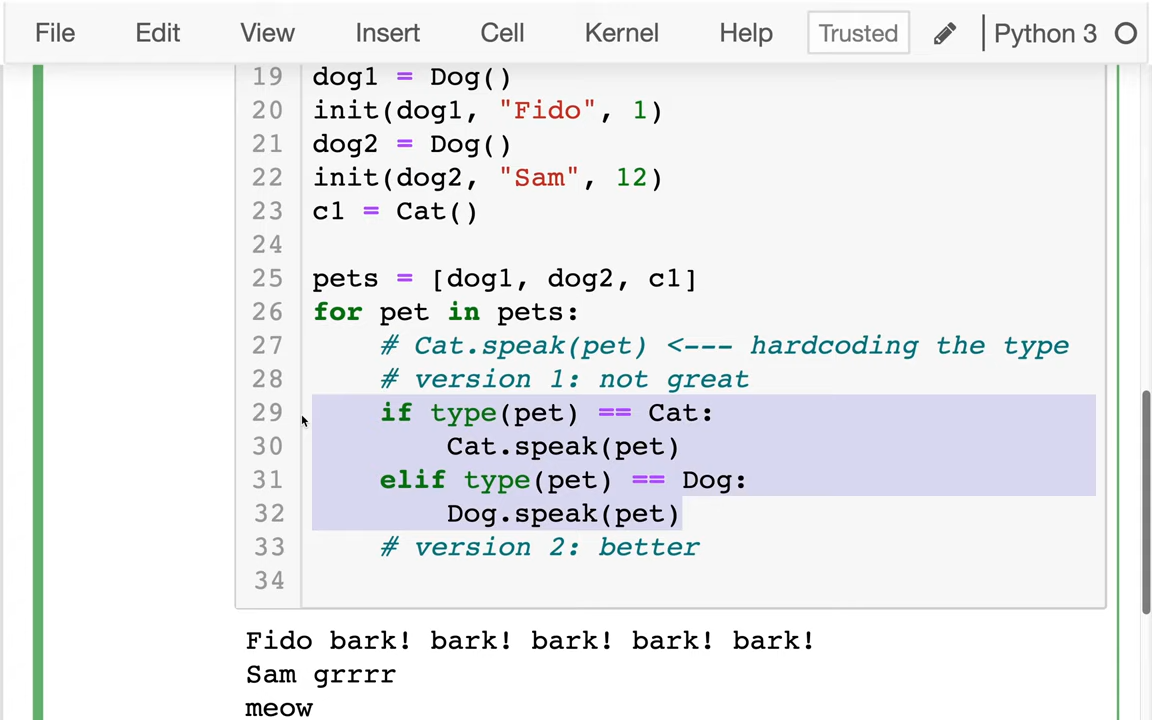 File Edit View Insert Cell Kernel Help Trusted Python 3
19 dog1 = Dog()
20 init(dog1, "Fido", 1)
21 dog2 = Dog()
22 init(dog2, "Sam", 12)
23 c1 = Cat()
24
25 pets = [dog1, dog2, c1]
26 for pet in pets:
27     # Cat.speak(pet) <--- hardcoding the type
28     # version 1: not great
29     if type(pet) == Cat:
30         Cat.speak(pet)
31     elif type(pet) == Dog:
32         Dog.speak(pet)
33     # version 2: better
34
Fido bark! bark! bark! bark! bark!
Sam grrrr
meow